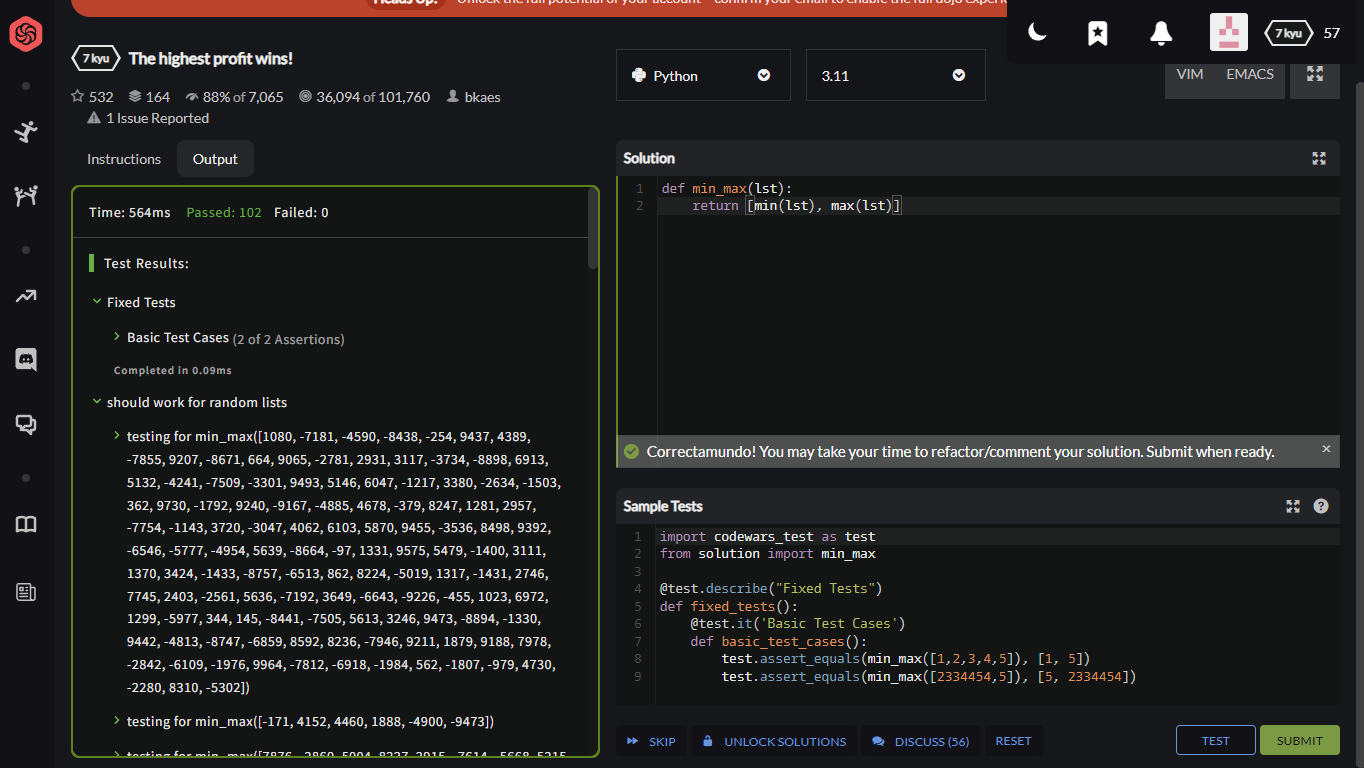 Heads Up! Unlock the full potential of your account - confirm your email to enable the full dojo
7 kyu 57
7 kyu The highest profit wins!
532 164 88% of 7,065 36,094 of 101,760 bkaes
1 Issue Reported
Python 3.11 VIM EMACS
Instructions Output
Time: 564ms Passed: 102 Failed: 0
Test Results:
Fixed Tests
Basic Test Cases (2 of 2 Assertions)
Completed in 0.09ms
should work for random lists
testing for min_max([1080, -7181, -4590, -8438, -254, 9437, 4389,
-7855, 9207, -8671, 664, 9065, -2781, 2931, 3117, -3734, -8898, 6913,
5132, -4241, -7509, -3301, 9493, 5146, 6047, -1217, 3380, -2634, -1503,
362, 9730, -1792, 9240, -9167, -4885, 4678, -379, 8247, 1281, 2957,
-7754, -1143, 3720, -3047, 4062, 6103, 5870, 9455, -3536, 8498, 9392,
-6546, -5777, -4954, 5639, -8664, -97, 1331, 9575, 5479, -1400, 3111,
1370, 3424, -1433, -8757, -6513, 862, 8224, -5019, 1317, -1431, 2746,
7745, 2403, -2561, 5636, -7192, 3649, -6643, -9226, -455, 1023, 6972,
1299, -5977, 344, 145, -8441, -7505, 5613, 3246, 9473, -8894, -1330,
9442, -4813, -8747, -6859, 8592, 8236, -7946, 9211, 1879, 9188, 7978,
-2842, -6109, -1976, 9964, -7812, -6918, -1984, 562, -1807, -979, 4730,
-2280, 8310, -5302])
testing for min_max([-171, 4152, 4460, 1888, -4900, -9473])
Solution
1 def min_max(lst):
2 return [min(lst), max(lst)]
Correctamundo! You may take your time to refactor/comment your solution. Submit when ready.
Sample Tests
1 import codewars_test as test
2 from solution import min_max
3
4 @test.describe("Fixed Tests")
5 def fixed_tests():
6 @test.it('Basic Test Cases')
7 def basic_test_cases():
8 test.assert_equals(min_max([1,2,3,4,5]), [1, 5])
9 test.assert_equals(min_max([2334454,5]), [5, 2334454])
SKIP UNLOCK SOLUTIONS DISCUSS (56) RESET TEST SUBMIT